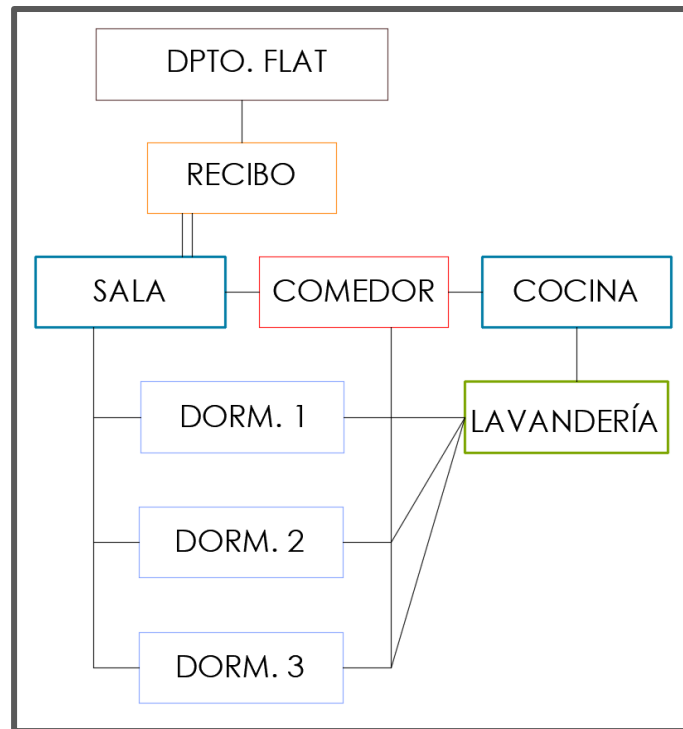 DPTO. FLAT
RECIBO
SALA
COMEDOR
COCINA
DORM. 1
LAVANDERÍA
DORM. 2
DORM. 3